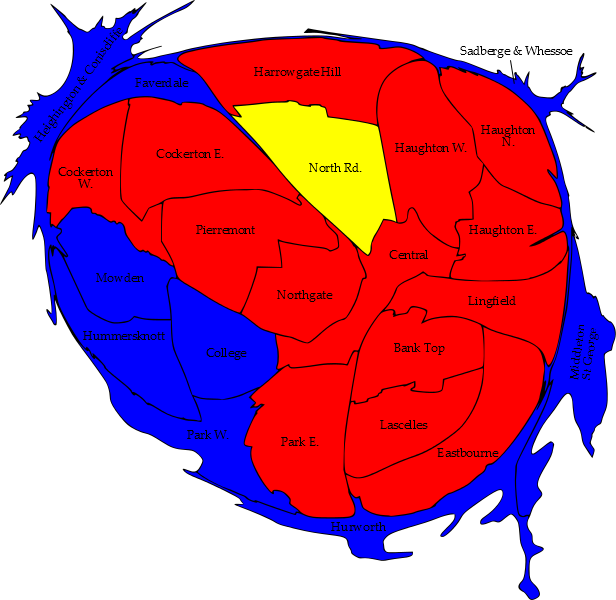 Sadberge & Whessoe
Heighington & Coniscliffe
Harrowgate Hill
Faverdale
Haughton
N.
Haughton W.
Cockerton E.
North Rd.
Cockerton
W.
Pierremont
Haughton E.
Central
Mowden
Northgate
Lingfield
Hummersknott
College
Bank Top
Middleton
St George
Lascelles
Park W.
Park E.
Eastbourne
Hurworth